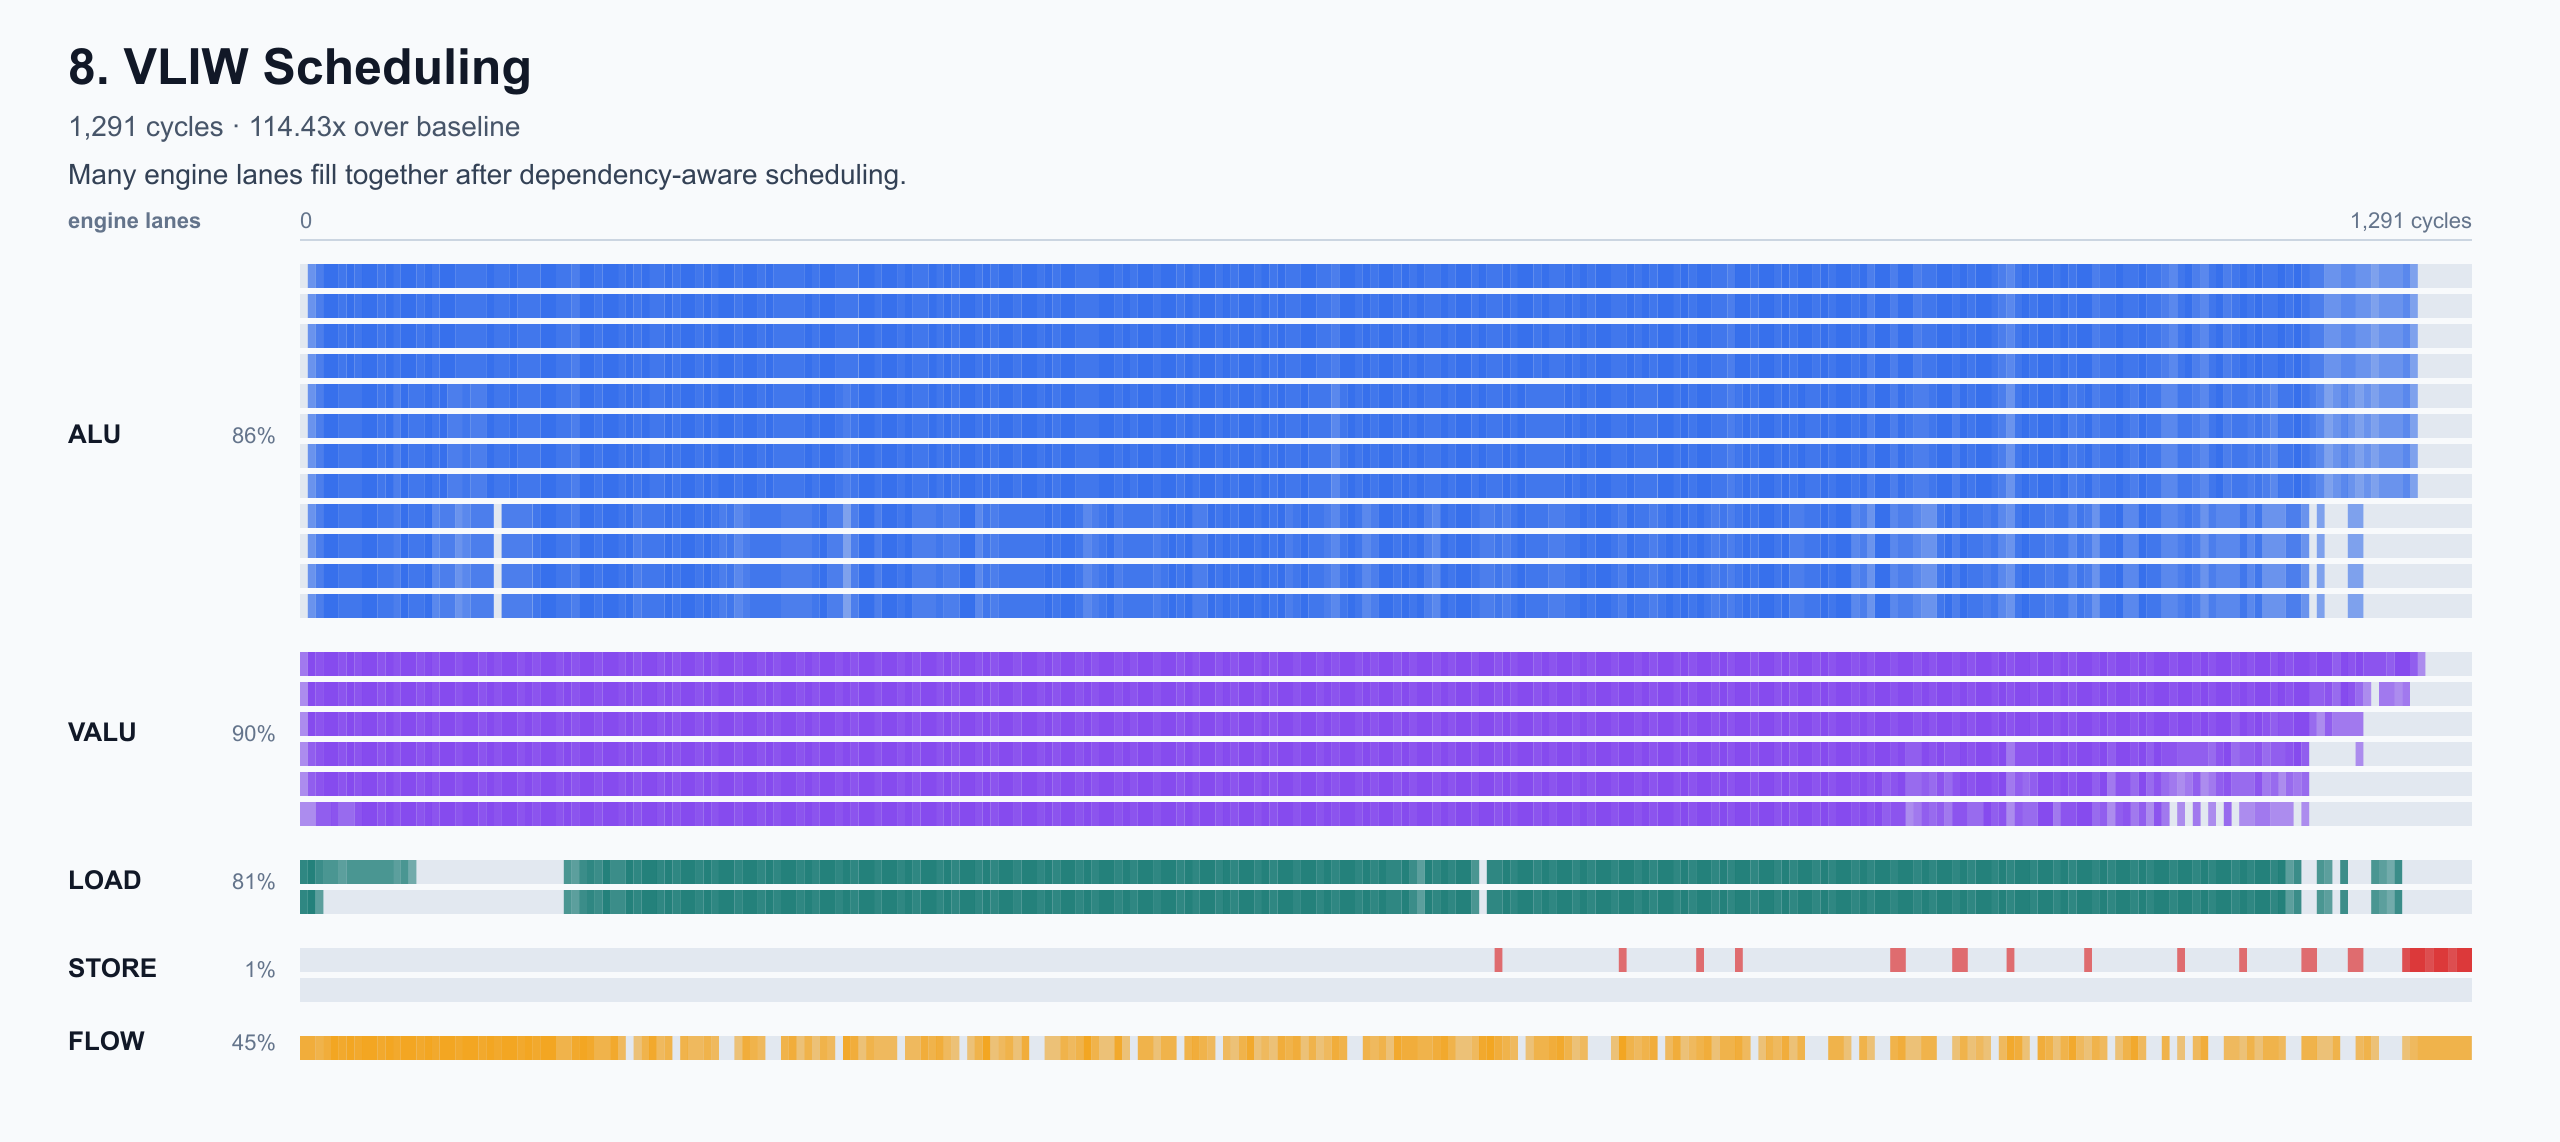 8. VLIW Scheduling
1,291 cycles · 114.43x over baseline
Many engine lanes fill together after dependency-aware scheduling.
engine lanes 0 1,291 cycles
ALU 86%
VALU 90%
LOAD 81%
STORE 1%
FLOW 45%